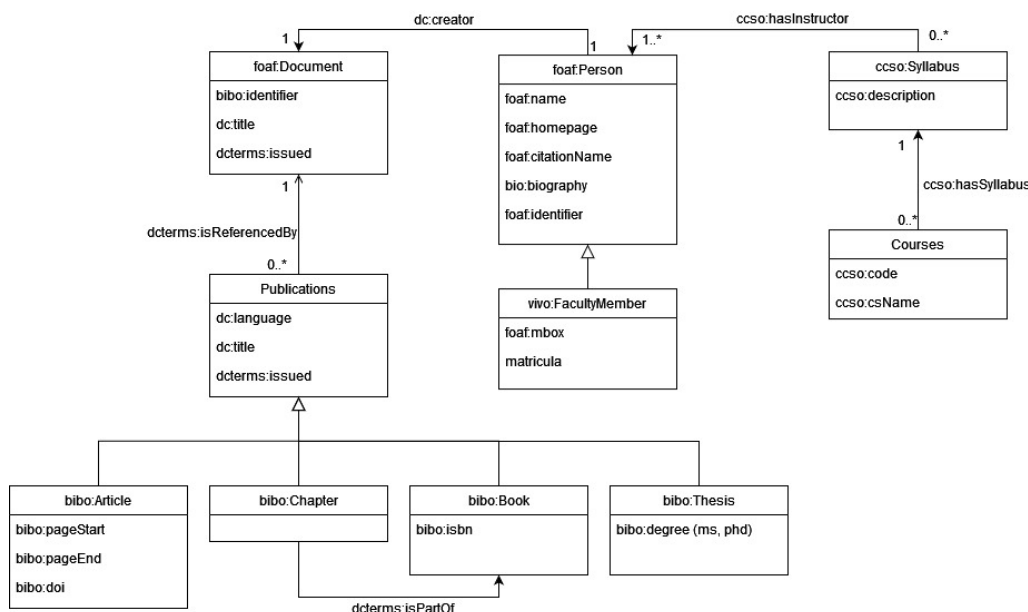 dc:creator
ccso:hasInstructor
1
1
1..*
0..*
foaf:Document
bibo:identifier
dc:title
dcterms:issued
foaf:Person
foaf:name
foaf:homepage
foaf:citationName
bio:biography
foaf:identifier
ccso:Syllabus
ccso:description
1
1
ccso:hasSyllabus
dcterms:isReferencedBy
0..*
0..*
Courses
ccso:code
ccso:csName
Publications
dc:language
dc:title
dcterms:issued
vivo:FacultyMember
foaf:mbox
matricula
bibo:Article
bibo:pageStart
bibo:pageEnd
bibo:doi
bibo:Chapter
bibo:Book
bibo:isbn
bibo:Thesis
bibo:degree (ms, phd)
dcterms:isPartOf